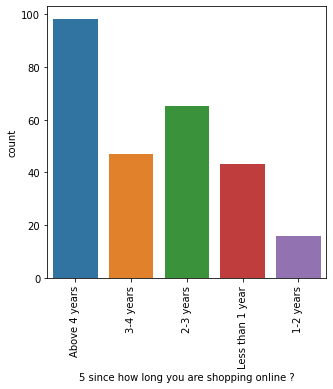 100
80
60
40
20
0
count
Above 4 years
3-4 years
2-3 years
Less than 1 year
1-2 years
5 since how long you are shopping online ?